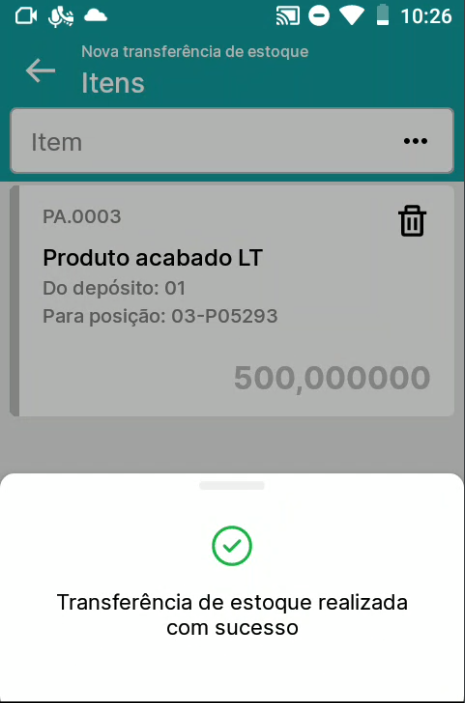 10:26
Nova transferência de estoque
Itens
Item
PA.0003
Produto acabado LT
Do depósito: 01
Para posição: 03-P05293
500,000000
Transferência de estoque realizada
com sucesso